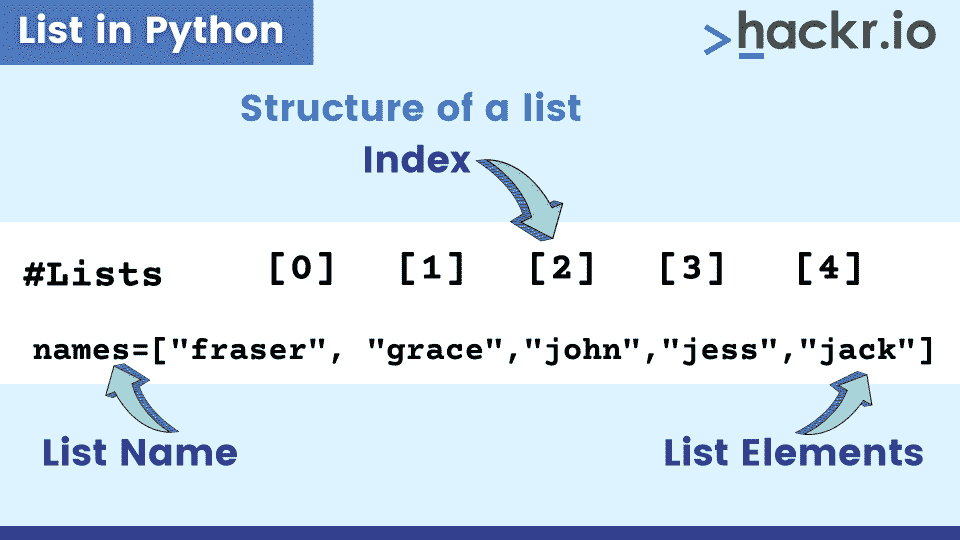 List in Python
>hackr.io
Structure of a list
Index
#Lists [0] [1] [2] [3] [4]
names=["fraser", "grace","john","jess","jack"]
List Name
List Elements